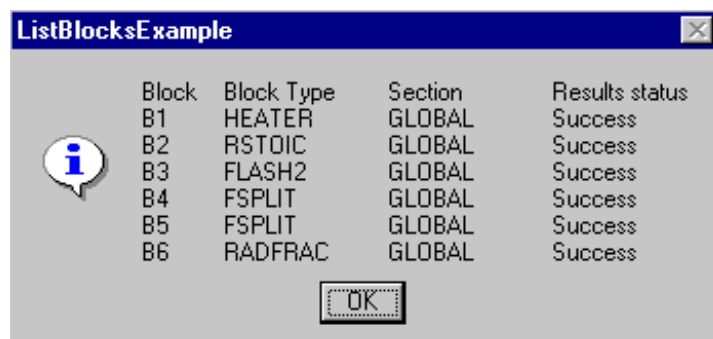 ListBlocksExample
Block Block Type Section Results status
B1 HEATER GLOBAL Success
B2 RSTOIC GLOBAL Success
B3 FLASH2 GLOBAL Success
B4 FSPLIT GLOBAL Success
B5 FSPLIT GLOBAL Success
B6 RADFRAC GLOBAL Success
OK